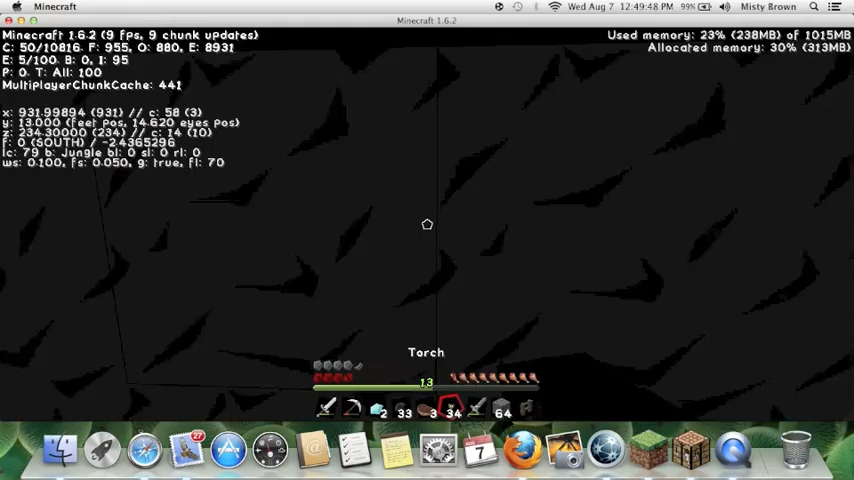 Minecraft
Wed Aug 7 12:49:48 PM 99% Misty Brown
Minecraft 1.6.2
Minecraft 1.6.2 (9 fps, 9 chunk updates)
Used memory: 23% (238MB) of 1015MB
C: 50/10816. F: 955, O: 880, E: 8931
Allocated memory: 30% (313MB)
E: 5/100. B: 0, I: 95
P: 0. T: All: 100
MultiplayerChunkCache: 441
x: 931.99894 (931) // c: 58 (3)
y: 13.000 (feet pos, 14.620 eyes pos)
z: 234.30000 (234) // c: 14 (10)
f: 0 (SOUTH) / -2.4365296
lc: 79 b: Jungle bl: 0 sl: 0 rl: 0
ws: 0.100, fs: 0.050, g: true, fl: 70
Torch
13
2 33 3 34 64
27
AUG
7